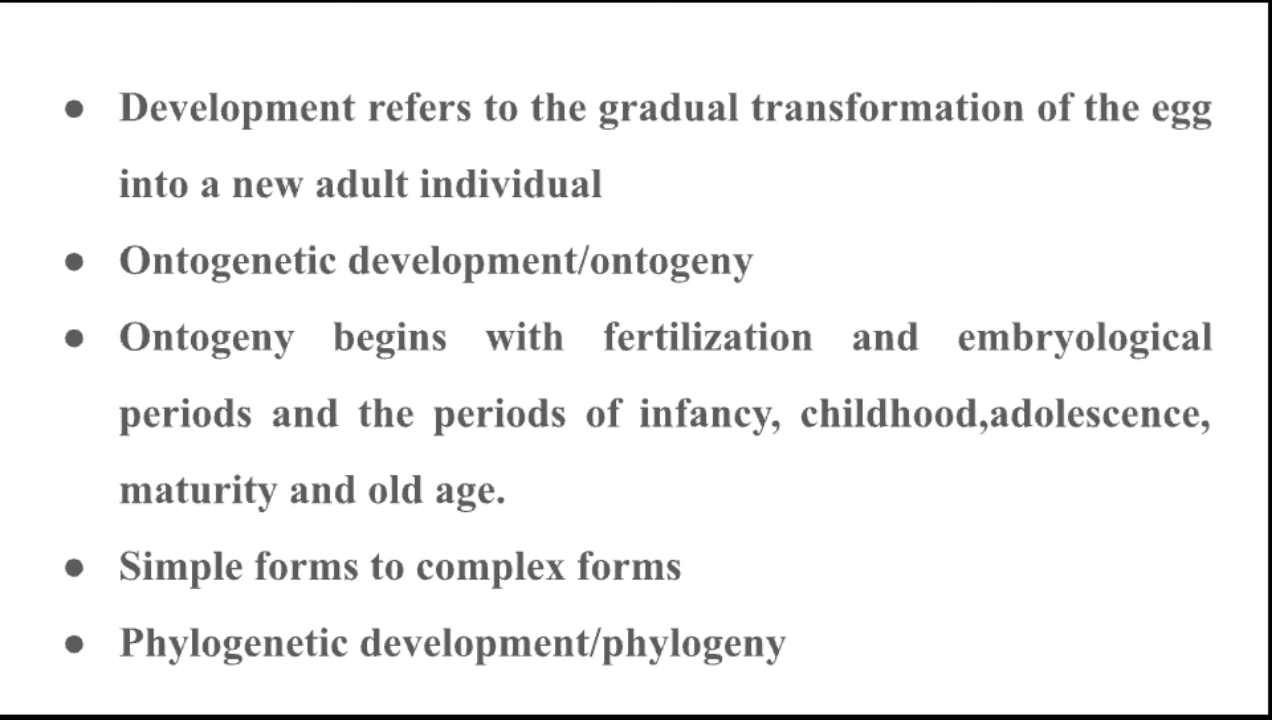 ● Development refers to the gradual transformation of the egg
into a new adult individual
● Ontogenetic development/ontogeny
● Ontogeny begins with fertilization and embryological
periods and the periods of infancy, childhood,adolescence,
maturity and old age.
● Simple forms to complex forms
● Phylogenetic development/phylogeny